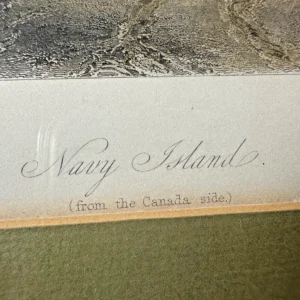 Navy Island.
(from the Canada side.)